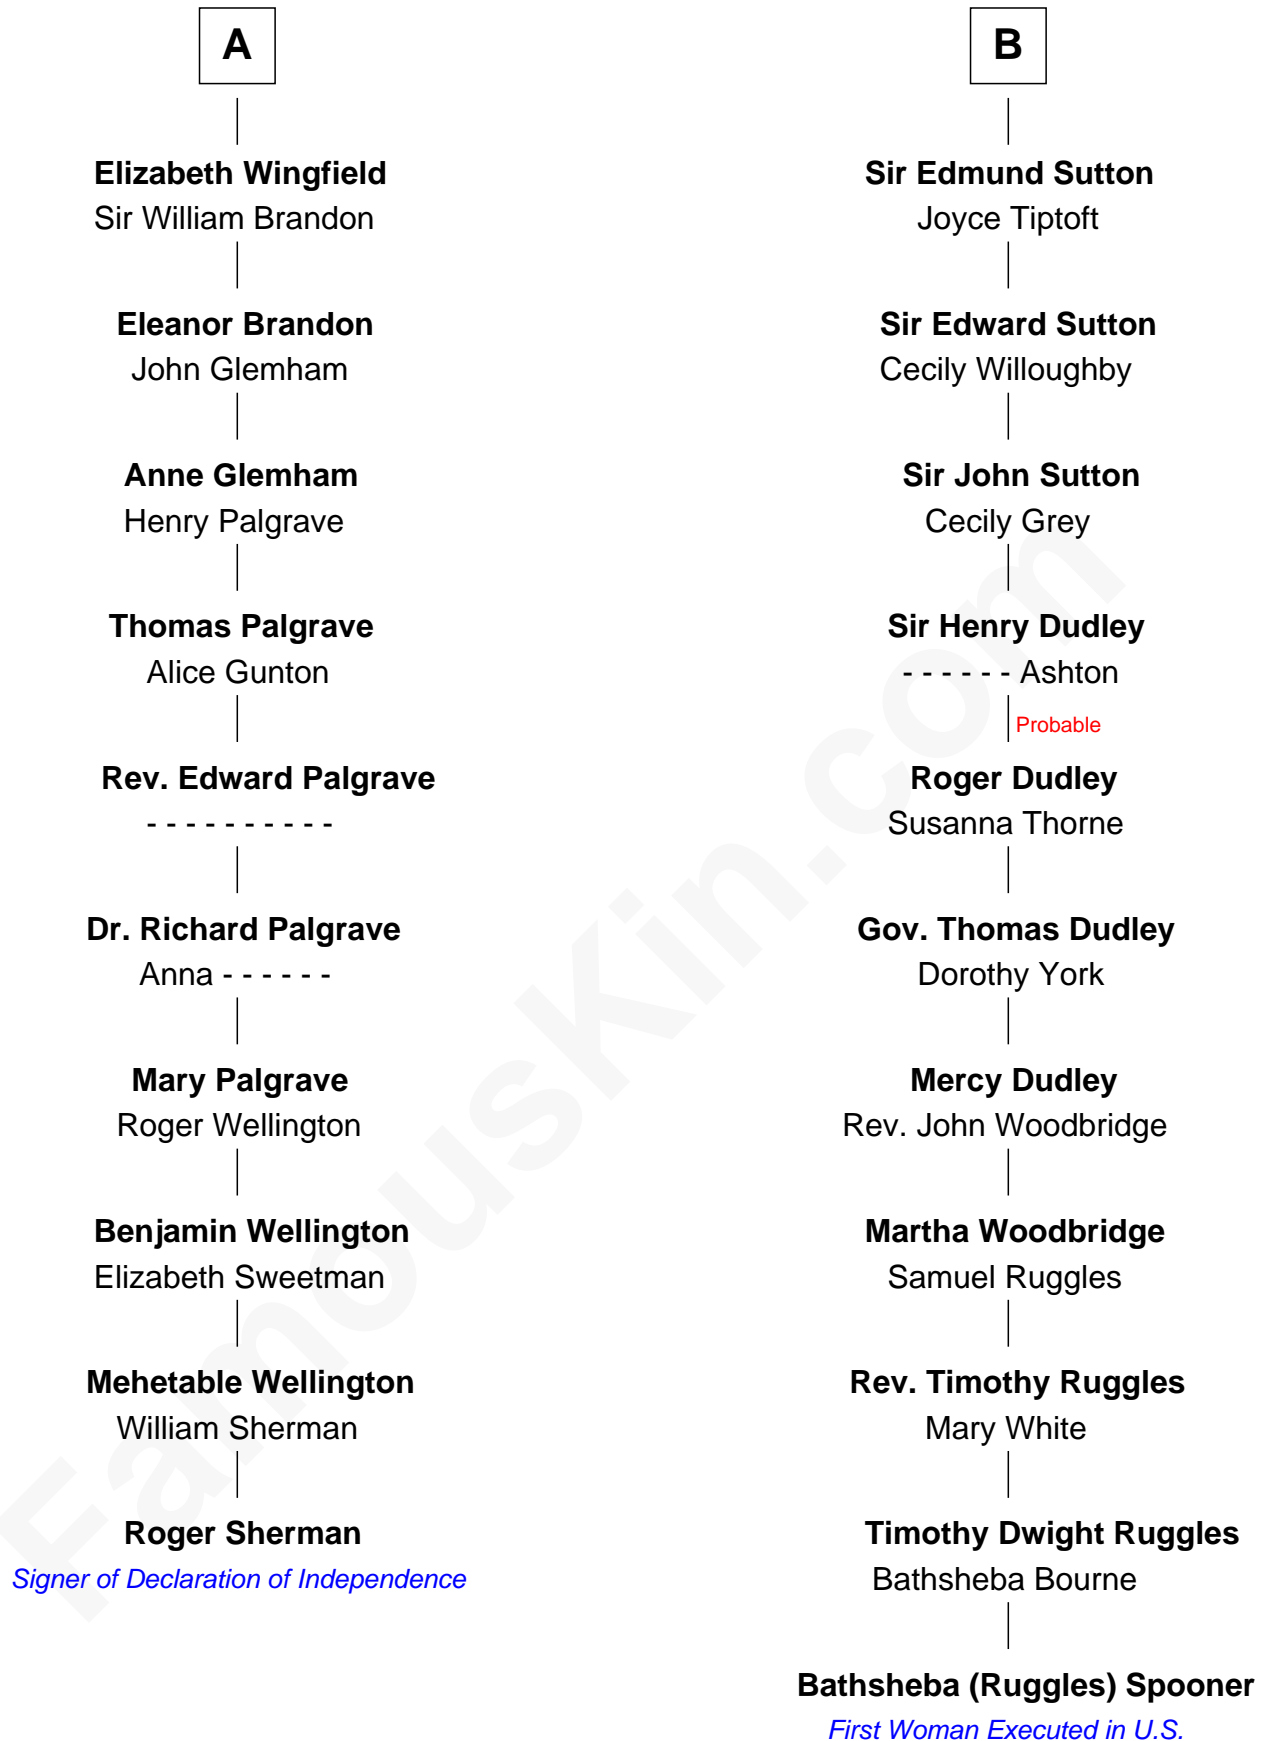 A
Elizabeth Wingfield
Sir William Brandon
Eleanor Brandon
John Glemham
Anne Glemham
Henry Palgrave
Thomas Palgrave
Alice Gunton
Rev. Edward Palgrave
- - - - - - - - - -
Dr. Richard Palgrave
Anna - - - - - -
Mary Palgrave
Roger Wellington
Benjamin Wellington
Elizabeth Sweetman
Mehetable Wellington
William Sherman
Roger Sherman
Signer of Declaration of Independence
B
Sir Edmund Sutton
Joyce Tiptoft
Sir Edward Sutton
Cecily Willoughby
Sir John Sutton
Cecily Grey
Sir Henry Dudley
- - - - - - Ashton
Probable
Roger Dudley
Susanna Thorne
Gov. Thomas Dudley
Dorothy York
Mercy Dudley
Rev. John Woodbridge
Martha Woodbridge
Samuel Ruggles
Rev. Timothy Ruggles
Mary White
Timothy Dwight Ruggles
Bathsheba Bourne
Bathsheba (Ruggles) Spooner
First Woman Executed in U.S.
FamousKin.com